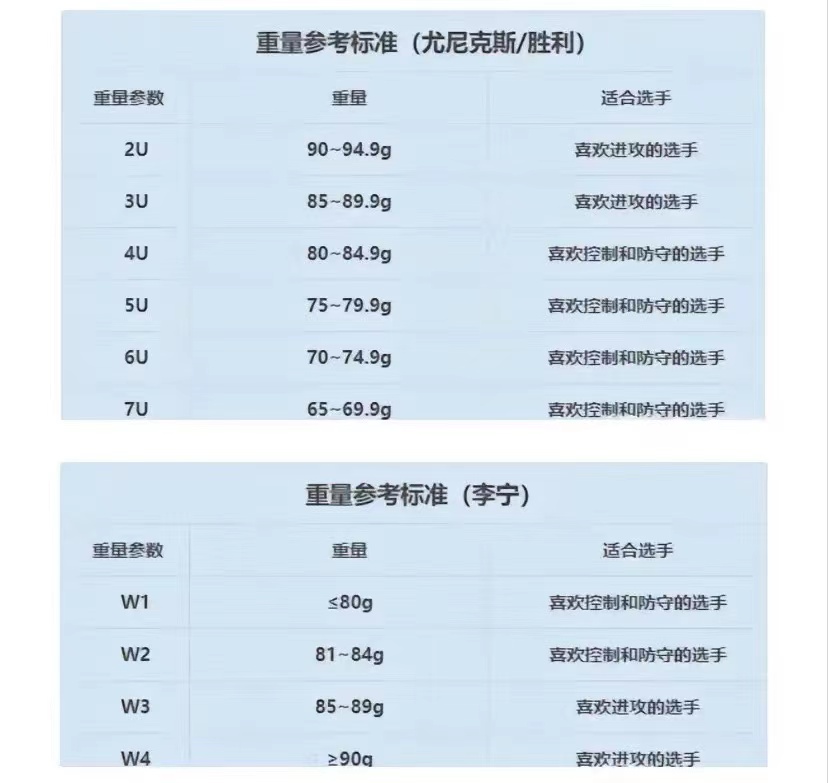 重量参考标准（尤尼克斯/胜利）
重量参数 重量 适合选手
2U 90~94.9g 喜欢进攻的选手
3U 85~89.9g 喜欢进攻的选手
4U 80~84.9g 喜欢控制和防守的选手
5U 75~79.9g 喜欢控制和防守的选手
6U 70~74.9g 喜欢控制和防守的选手
7U 65~69.9g 喜欢控制和防守的选手
重量参考标准（李宁）
重量参数 重量 适合选手
W1 ≤80g 喜欢控制和防守的选手
W2 81~84g 喜欢控制和防守的选手
W3 85~89g 喜欢进攻的选手
W4 ≥90g 喜欢进攻的选手